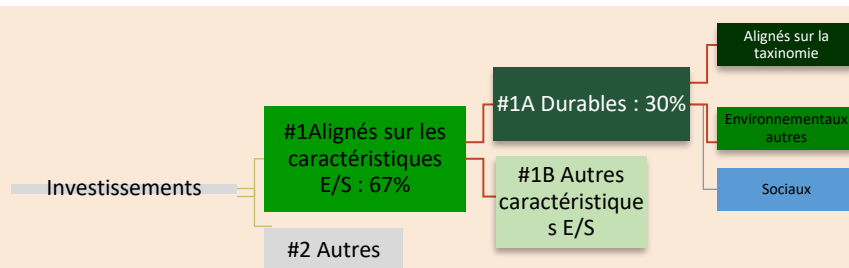 Investissements
#1Alignés sur les
caractéristiques
E/S : 67%
#2 Autres
#1A Durables : 30%
#1B Autres
caractéristique
s E/S
Alignés sur la
taxinomie
Environnementaux
autres
Sociaux